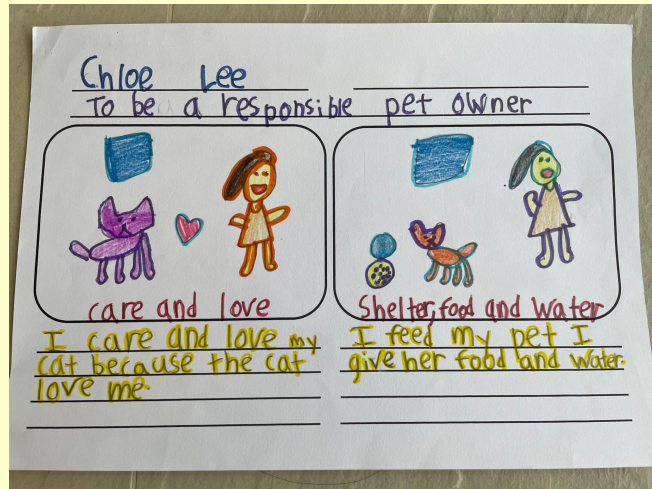 Chloe Lee
To be a responsible pet owner
care and love
I care and love my
cat because the cat
love me.
Shelter, food and water
I feed my pet I
give her food and water.